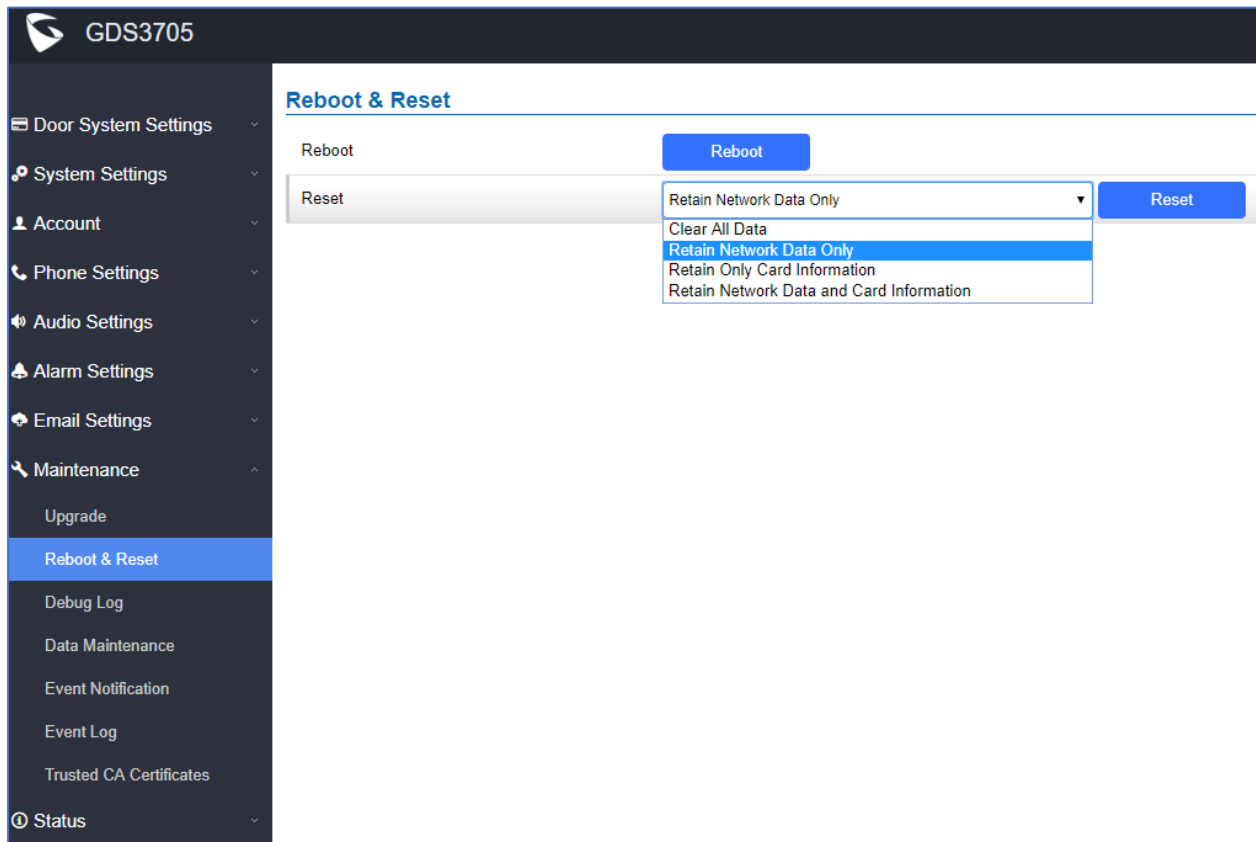 GDS3705
Door System Settings
System Settings
Account
Phone Settings
Audio Settings
Alarm Settings
Email Settings
Maintenance
Upgrade
Reboot & Reset
Debug Log
Data Maintenance
Event Notification
Event Log
Trusted CA Certificates
Status
Reboot & Reset
Reboot Reboot
Reset Retain Network Data Only Reset
Clear All Data
Retain Network Data Only
Retain Only Card Information
Retain Network Data and Card Information